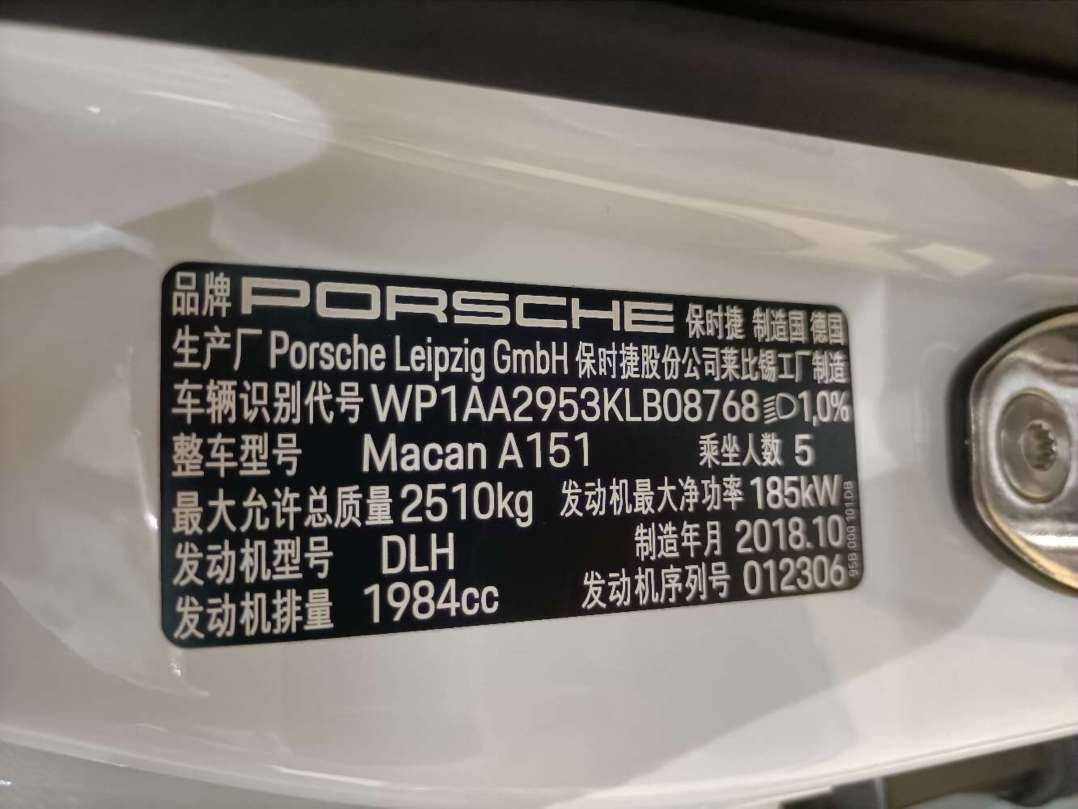 品牌 PORSCHE 保时捷 制造国 德国
生产厂 Porsche Leipzig GmbH 保时捷股份公司莱比锡工厂制造
车辆识别代号 WP1AA2953KLB08768 1,0%
整车型号 Macan A151 乘坐人数 5
最大允许总质量 2510kg 发动机最大净功率 185kW
发动机型号 DLH 制造年月 2018.10
发动机排量 1984cc 发动机序列号 012306
95B 000 101 DB